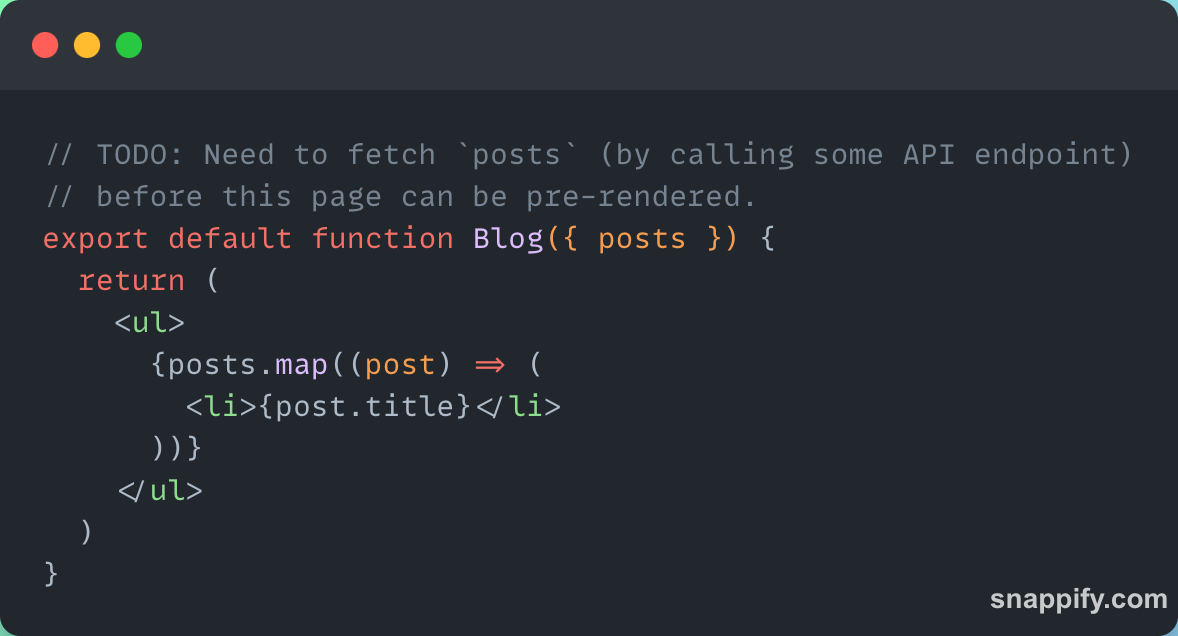 // TODO: Need to fetch `posts` (by calling some API endpoint)
// before this page can be pre-rendered.
export default function Blog({ posts }) {
  return (
    <ul>
      {posts.map((post) => (
        <li>{post.title}</li>
      ))}
    </ul>
  )
}
snappify.com